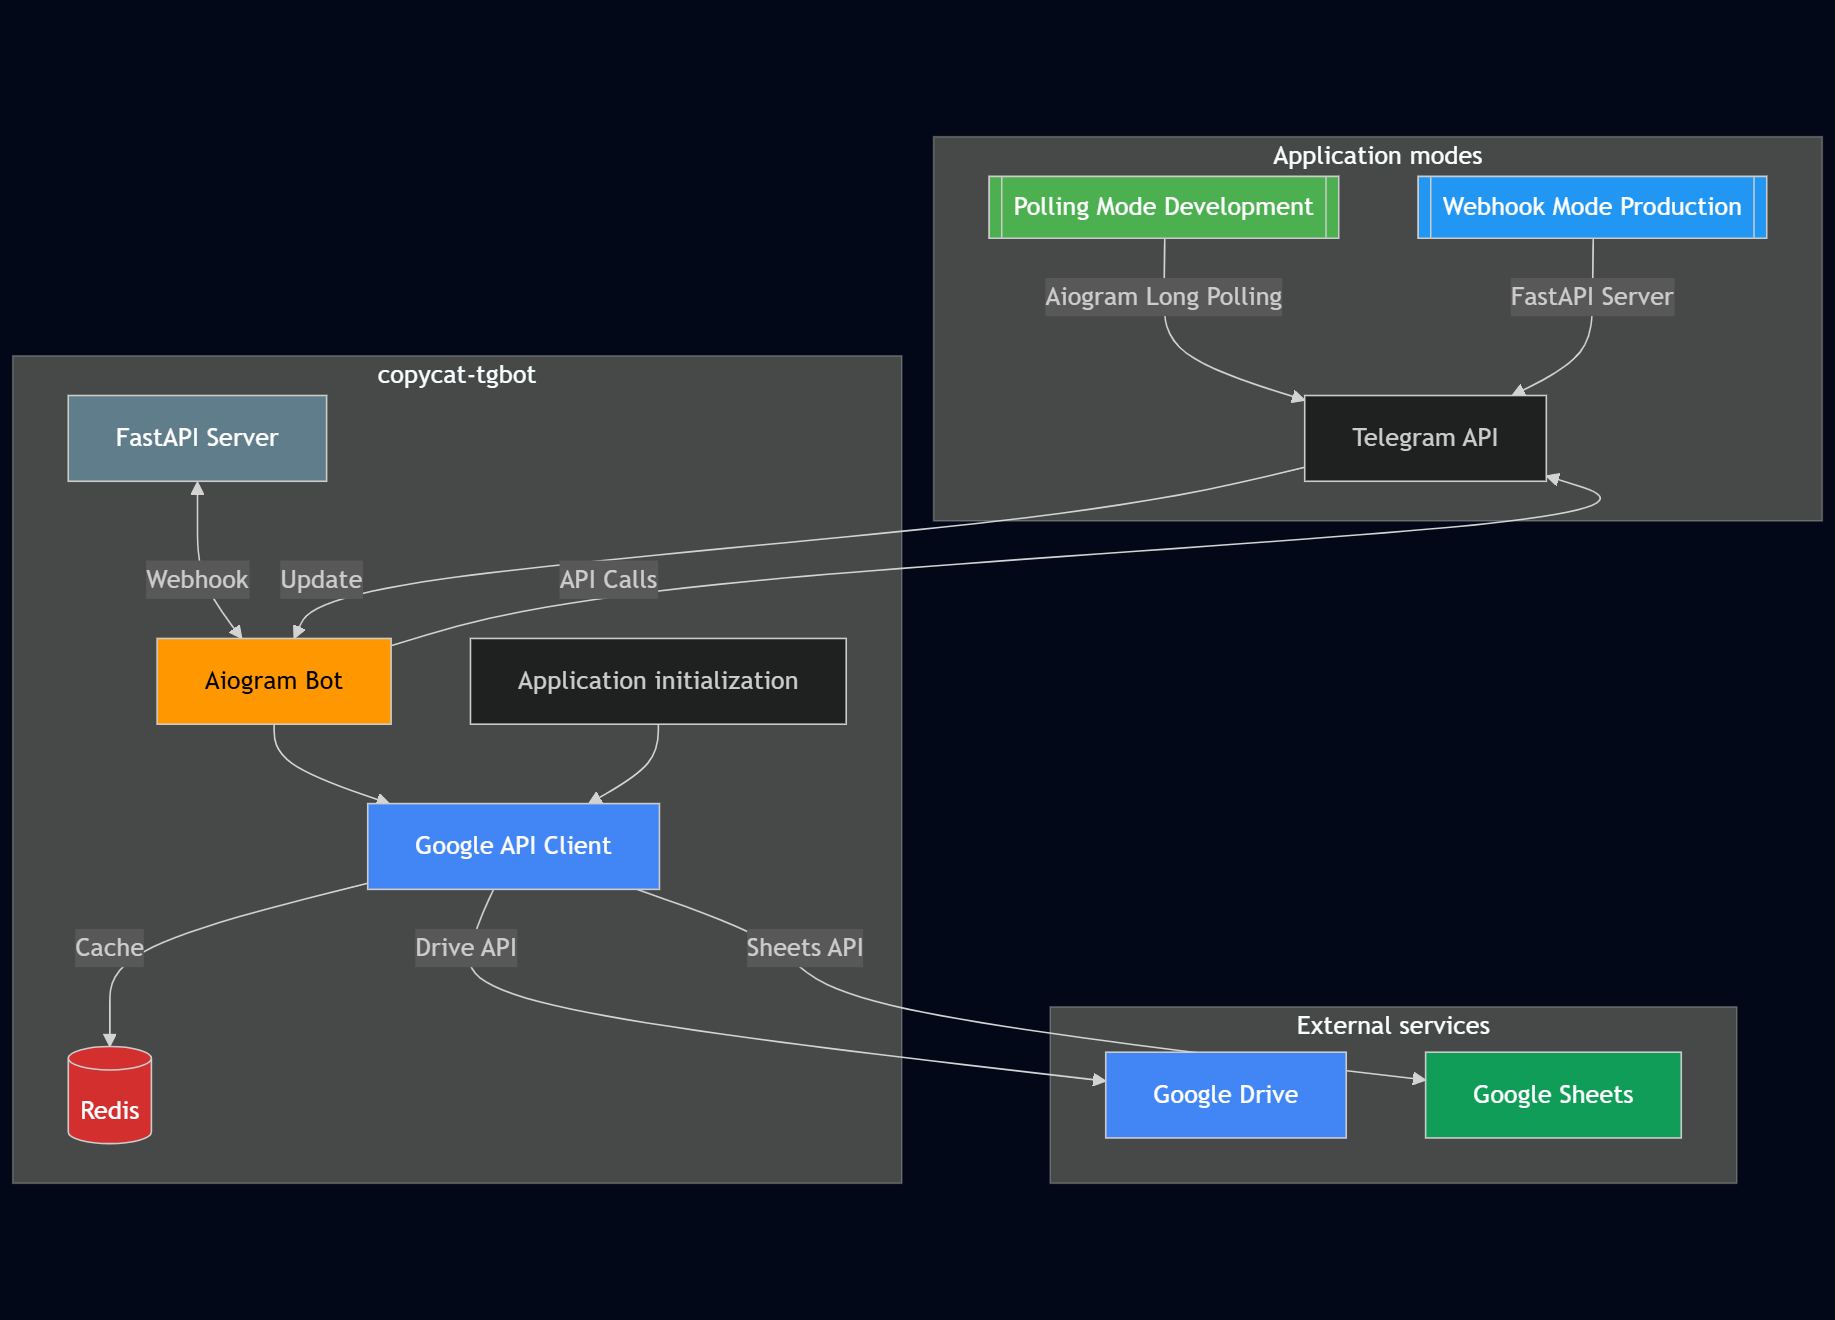 Application modes
Polling Mode Development
Webhook Mode Production
Aiogram Long Polling
FastAPI Server
Telegram API
copycat-tgbot
FastAPI Server
Webhook
Update
API Calls
Aiogram Bot
Application initialization
Google API Client
Cache
Drive API
Sheets API
Redis
External services
Google Drive
Google Sheets